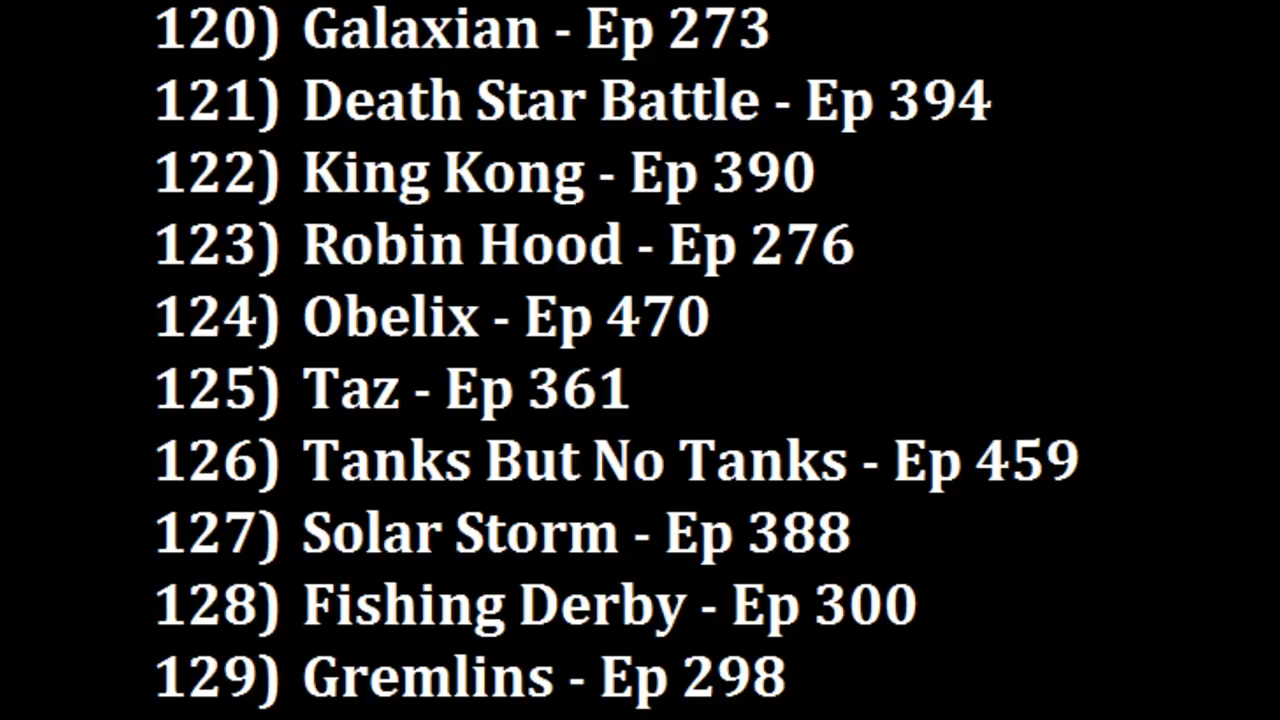 120) Galaxian - Ep 273
121) Death Star Battle - Ep 394
122) King Kong - Ep 390
123) Robin Hood - Ep 276
124) Obelix - Ep 470
125) Taz - Ep 361
126) Tanks But No Tanks - Ep 459
127) Solar Storm - Ep 388
128) Fishing Derby - Ep 300
129) Gremlins - Ep 298